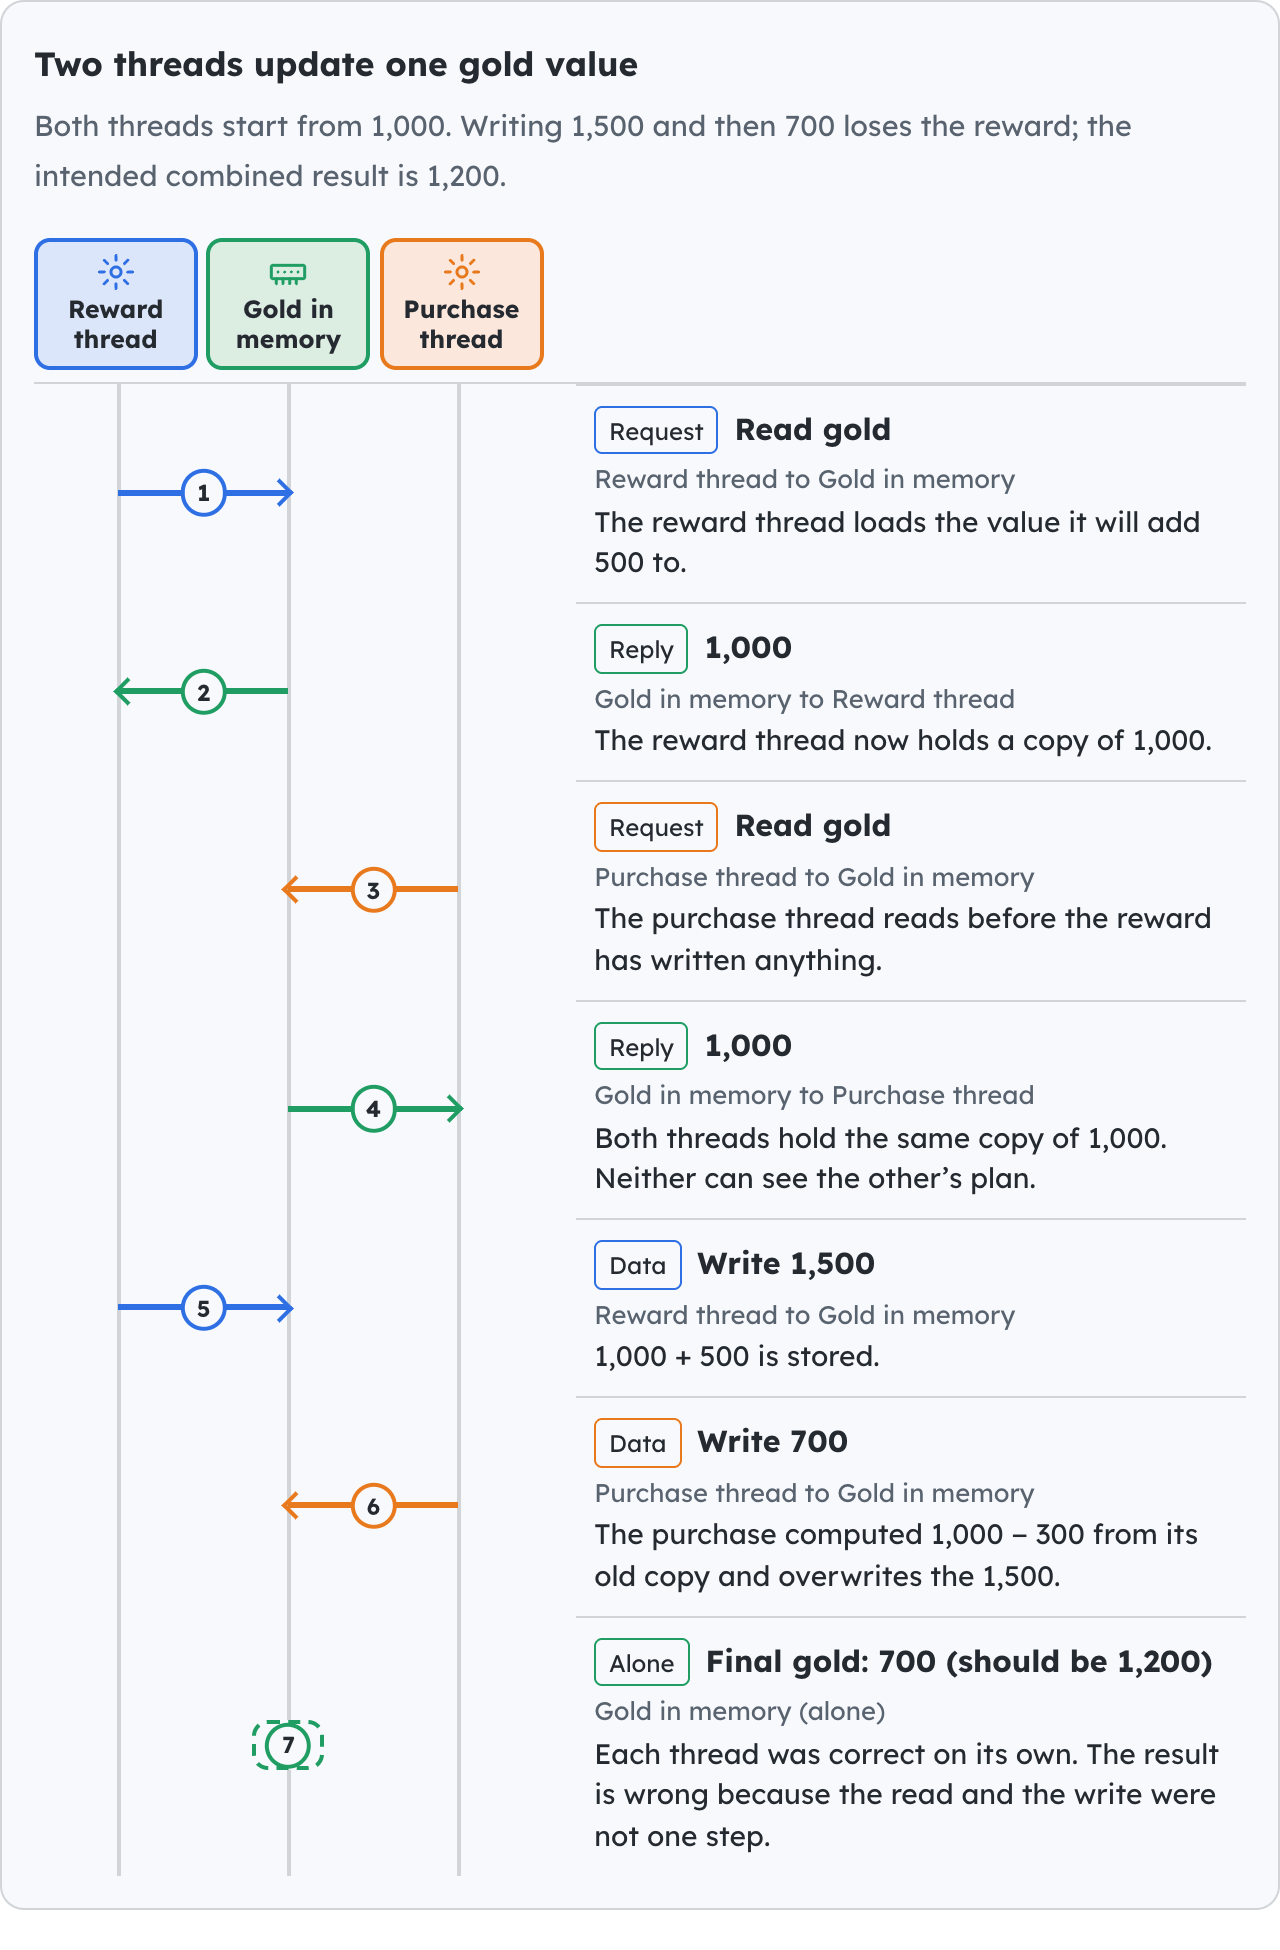 Two threads update one gold value
Both threads start from 1,000. Writing 1,500 and then 700 loses the reward; the
intended combined result is 1,200.
Reward
thread
Gold in
memory
Purchase
thread
1
Request Read gold
Reward thread to Gold in memory
The reward thread loads the value it will add
500 to.
2
Reply 1,000
Gold in memory to Reward thread
The reward thread now holds a copy of 1,000.
3
Request Read gold
Purchase thread to Gold in memory
The purchase thread reads before the reward
has written anything.
4
Reply 1,000
Gold in memory to Purchase thread
Both threads hold the same copy of 1,000.
Neither can see the other’s plan.
5
Data Write 1,500
Reward thread to Gold in memory
1,000 + 500 is stored.
6
Data Write 700
Purchase thread to Gold in memory
The purchase computed 1,000 − 300 from its
old copy and overwrites the 1,500.
7
Alone Final gold: 700 (should be 1,200)
Gold in memory (alone)
Each thread was correct on its own. The result
is wrong because the read and the write were
not one step.